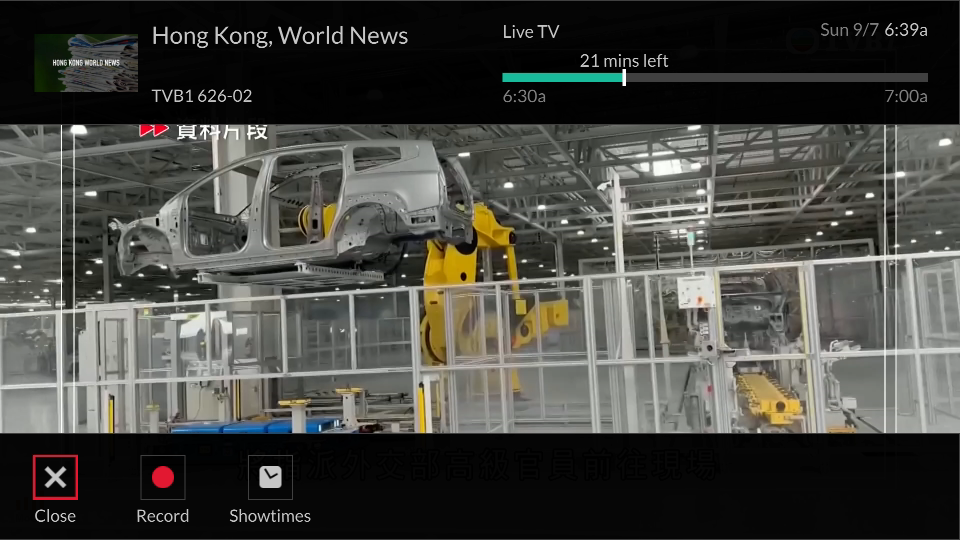 HONG KONG WORLD NEWS
Hong Kong, World News
TVB1 626-02
Live TV
21 mins left
6:30a
7:00a
Sun 9/7 6:39a
資料片段
派外交部高級官員前往現場
Close
Record
Showtimes